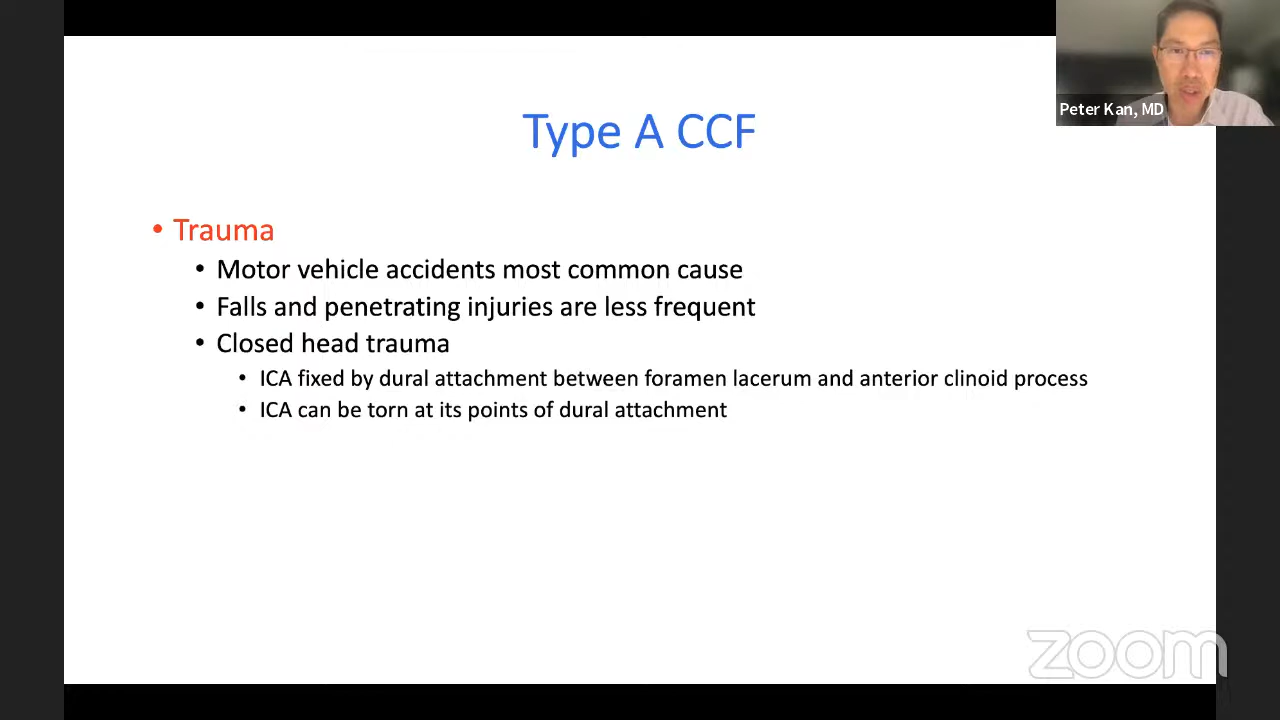 Peter Kan, MD
Type A CCF
• Trauma
• Motor vehicle accidents most common cause
• Falls and penetrating injuries are less frequent
• Closed head trauma
• ICA fixed by dural attachment between foramen lacerum and anterior clinoid process
• ICA can be torn at its points of dural attachment
zoom